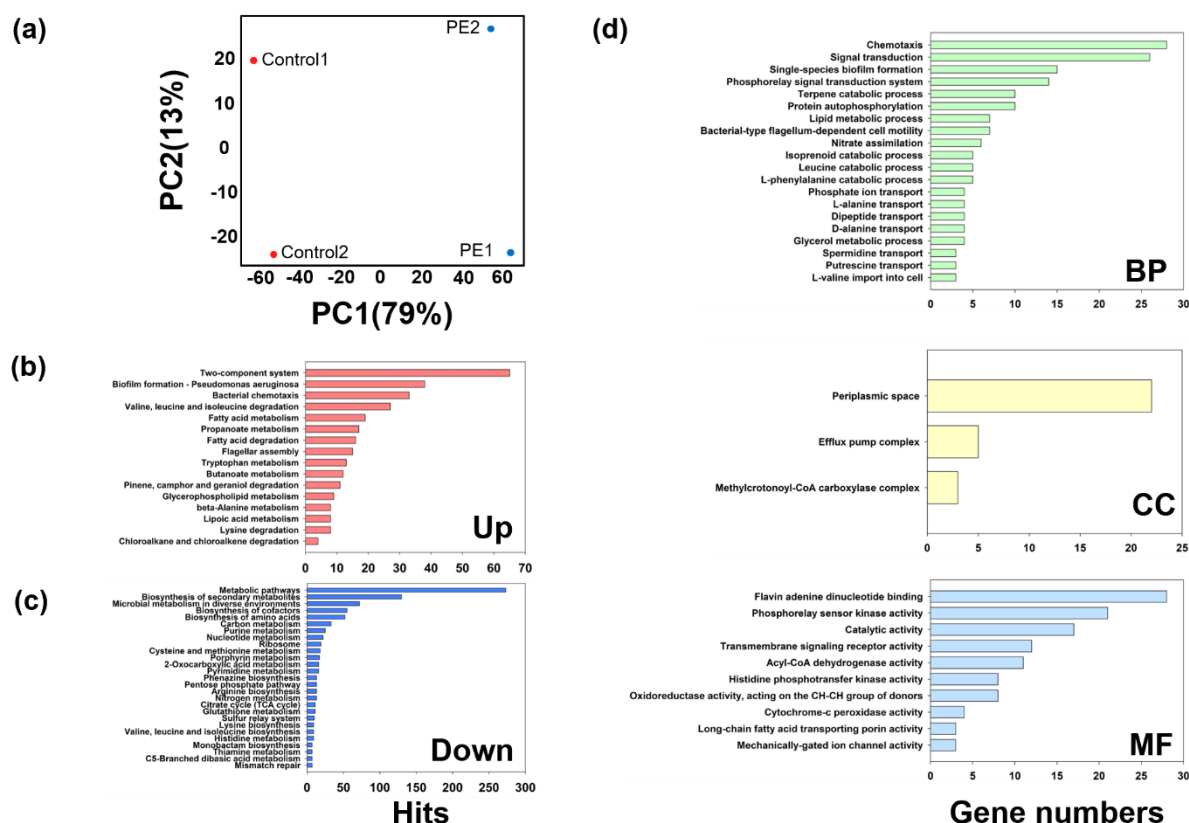 (a)
PC2(13%)
20
10
0
-10
-20
Control1
PE2
Control2
PE1
-60 -40 -20 0 20 40 60
PC1(79%)
(b)
Two-component system
Biofilm formation - Pseudomonas aeruginosa
Bacterial chemotaxis
Valine, leucine and isoleucine degradation
Fatty acid metabolism
Propanoate metabolism
Fatty acid degradation
Flagellar assembly
Tryptophan metabolism
Butanoate metabolism
Pinene, camphor and geraniol degradation
Glycerophospholipid metabolism
beta-Alanine metabolism
Lipoic acid metabolism
Lysine degradation
Chloroalkane and chloroalkene degradation
Up
0 10 20 30 40 50 60 70
(c)
Metabolic pathways
Biosynthesis of secondary metabolites
Microbial metabolism in diverse environments
Biosynthesis of cofactors
Biosynthesis of amino acids
Carbon metabolism
Purine metabolism
Nucleotide metabolism
Ribosome
Cysteine and methionine metabolism
Porphyrin metabolism
2-Oxocarboxylic acid metabolism
Pyrimidine metabolism
Phenazine biosynthesis
Pentose phosphate pathway
Arginine biosynthesis
Nitrogen metabolism
Citrate cycle (TCA cycle)
Glutathione metabolism
Sulfur relay system
Lysine biosynthesis
Valine, leucine and isoleucine biosynthesis
Histidine metabolism
Monobactam biosynthesis
Thiamine metabolism
C5-Branched dibasic acid metabolism
Mismatch repair
Down
0 50 100 150 200 250 300
Hits
(d)
Chemotaxis
Signal transduction
Single-species biofilm formation
Phosphorelay signal transduction system
Terpene catabolic process
Protein autophosphorylation
Lipid metabolic process
Bacterial-type flagellum-dependent cell motility
Nitrate assimilation
Isoprenoid catabolic process
Leucine catabolic process
L-phenylalanine catabolic process
Phosphate ion transport
L-alanine transport
Dipeptide transport
D-alanine transport
Glycerol metabolic process
Spermidine transport
Putrescine transport
L-valine import into cell
BP
0 5 10 15 20 25 30
Periplasmic space
Efflux pump complex
Methylcrotonoyl-CoA carboxylase complex
CC
0 5 10 15 20 25
Flavin adenine dinucleotide binding
Phosphorelay sensor kinase activity
Catalytic activity
Transmembrane signaling receptor activity
Acyl-CoA dehydrogenase activity
Histidine phosphotransfer kinase activity
Oxidoreductase activity, acting on the CH-CH group of donors
Cytochrome-c peroxidase activity
Long-chain fatty acid transporting porin activity
Mechanically-gated ion channel activity
MF
0 5 10 15 20 25 30
Gene numbers